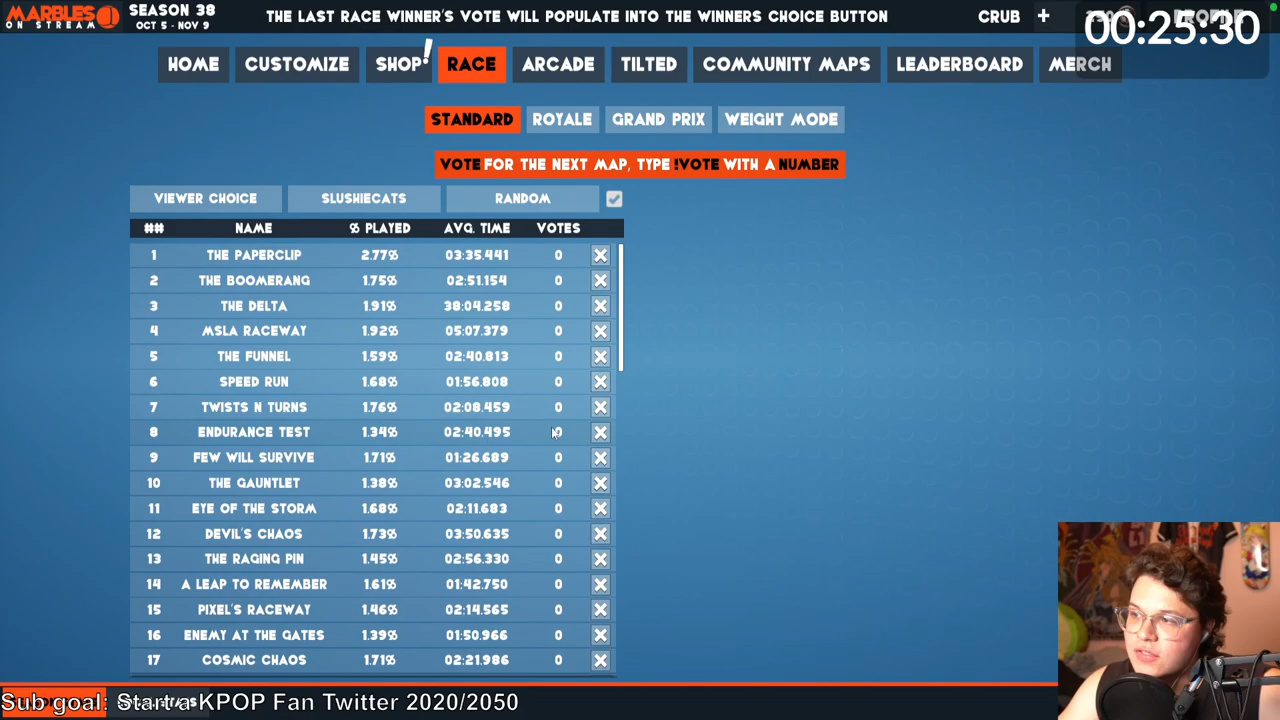 MARBLES
ON STREAM
SEASON 38
OCT 5 - NOV 9
THE LAST RACE WINNER'S VOTE WILL POPULATE INTO THE WINNERS CHOICE BUTTON
CRUB +
00:25:30
HOME CUSTOMIZE SHOP! RACE ARCADE TILTED COMMUNITY MAPS LEADERBOARD MERCH
STANDARD ROYALE GRAND PRIX WEIGHT MODE
VOTE FOR THE NEXT MAP, TYPE !VOTE WITH A NUMBER
VIEWER CHOICE SLUSHIECATS RANDOM
## NAME % PLAYED AVG. TIME VOTES
1 THE PAPERCLIP 2.77% 03:35.441 0
2 THE BOOMERANG 1.75% 02:51.154 0
3 THE DELTA 1.91% 38:04.258 0
4 MSLA RACEWAY 1.92% 05:07.379 0
5 THE FUNNEL 1.59% 02:40.813 0
6 SPEED RUN 1.68% 01:56.808 0
7 TWISTS N TURNS 1.76% 02:08.459 0
8 ENDURANCE TEST 1.34% 02:40.495 0
9 FEW WILL SURVIVE 1.71% 01:26.689 0
10 THE GAUNTLET 1.38% 03:02.546 0
11 EYE OF THE STORM 1.68% 02:11.683 0
12 DEVIL'S CHAOS 1.73% 03:50.635 0
13 THE RAGING PIN 1.45% 02:56.330 0
14 A LEAP TO REMEMBER 1.61% 01:42.750 0
15 PIXEL'S RACEWAY 1.46% 02:14.565 0
16 ENEMY AT THE GATES 1.39% 01:50.966 0
17 COSMIC CHAOS 1.71% 02:21.986 0
Sub goal: Start a KPOP Fan Twitter 2020/2050